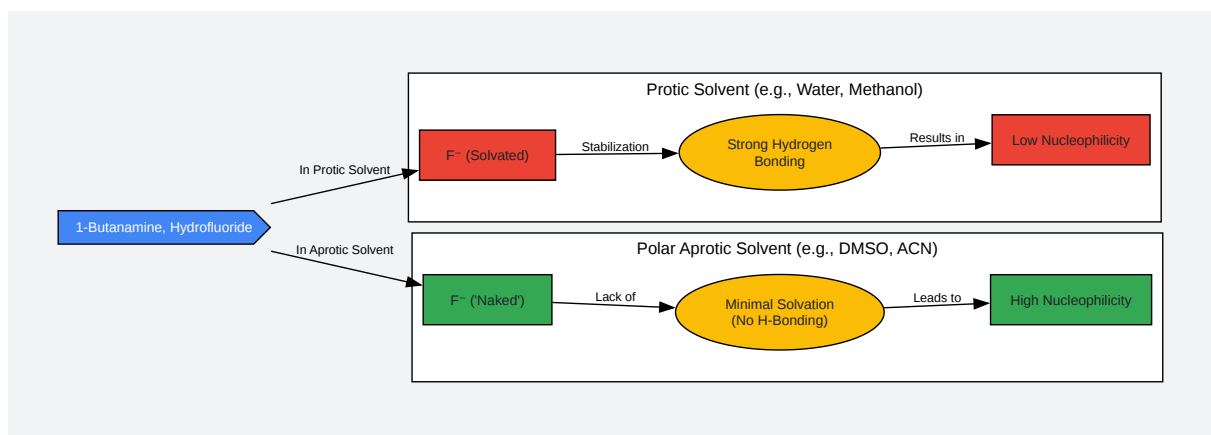 Protic Solvent (e.g., Water, Methanol)
1-Butanamine, Hydrofluoride
In Protic Solvent
F⁻ (Solvated)
Stabilization
Strong Hydrogen
Bonding
Results in
Low Nucleophilicity
Polar Aprotic Solvent (e.g., DMSO, ACN)
In Aprotic Solvent
F⁻ ('Naked')
Lack of
Minimal Solvation
(No H-Bonding)
Leads to
High Nucleophilicity